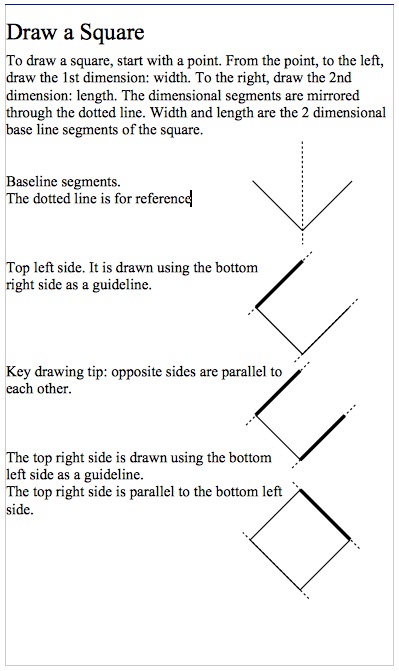 Draw a Square
To draw a square, start with a point. From the point, to the left,
draw the 1st dimension: width. To the right, draw the 2nd
dimension: length. The dimensional segments are mirrored
through the dotted line. Width and length are the 2 dimensional
base line segments of the square.
Baseline segments.
The dotted line is for reference
Top left side. It is drawn using the bottom
right side as a guideline.
Key drawing tip: opposite sides are parallel to
each other.
The top right side is drawn using the bottom
left side as a guideline.
The top right side is parallel to the bottom left
side.